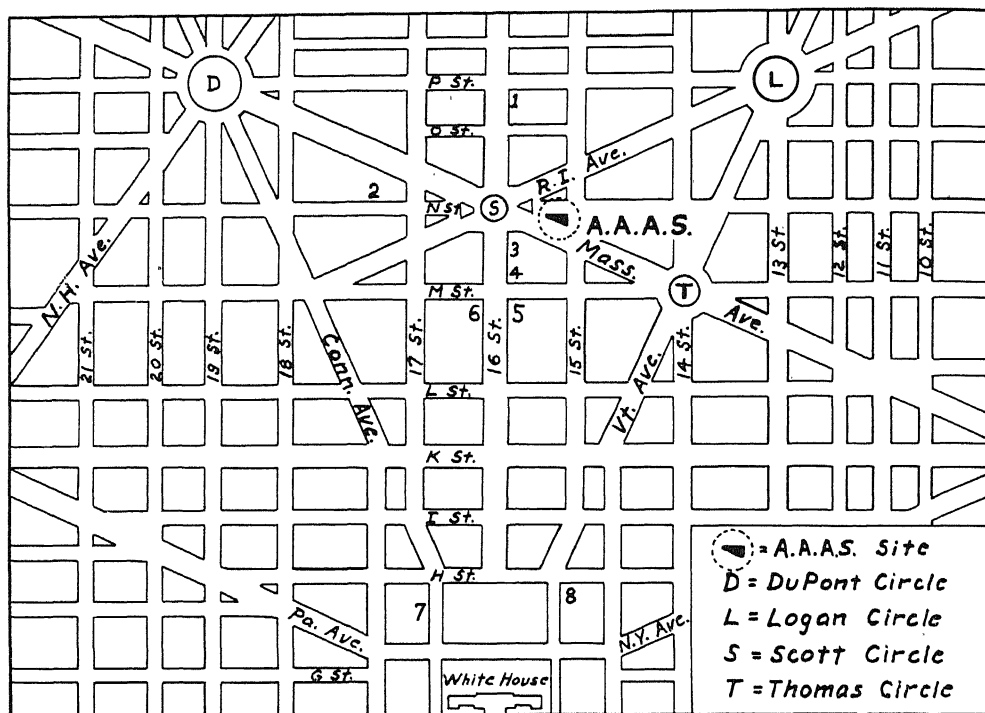 D
L
P St.
1
O St.
R.I. Ave.
2
N St
S
A.A.A.S.
N.H. Ave.
Mass.
3
4
13 St.
12 St.
11 St.
10 St.
M St.
T
Ave.
6
5
21 St.
20 St.
19 St.
18 St.
Conn. Ave.
17 St.
16 St.
15 St.
Vt. Ave.
14 St.
L St.
K St.
I St.
H St.
7
8
Pa. Ave.
N.Y. Ave.
G St.
White House
= A.A.A.S. Site
D = DuPont Circle
L = Logan Circle
S = Scott Circle
T = Thomas Circle